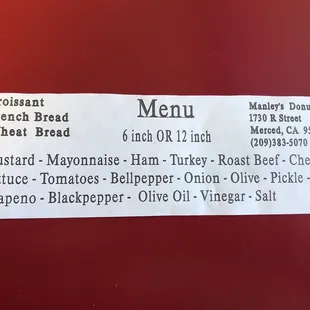 roissant
ench Bread
heat Bread
Menu
6 inch OR 12 inch
Manley's Donu
1730 R Street
Merced, CA 95
(209)383-5070
ustard - Mayonnaise - Ham - Turkey - Roast Beef - Che
ttuce - Tomatoes - Bellpepper - Onion - Olive - Pickle -
apeno - Blackpepper - Olive Oil - Vinegar - Salt